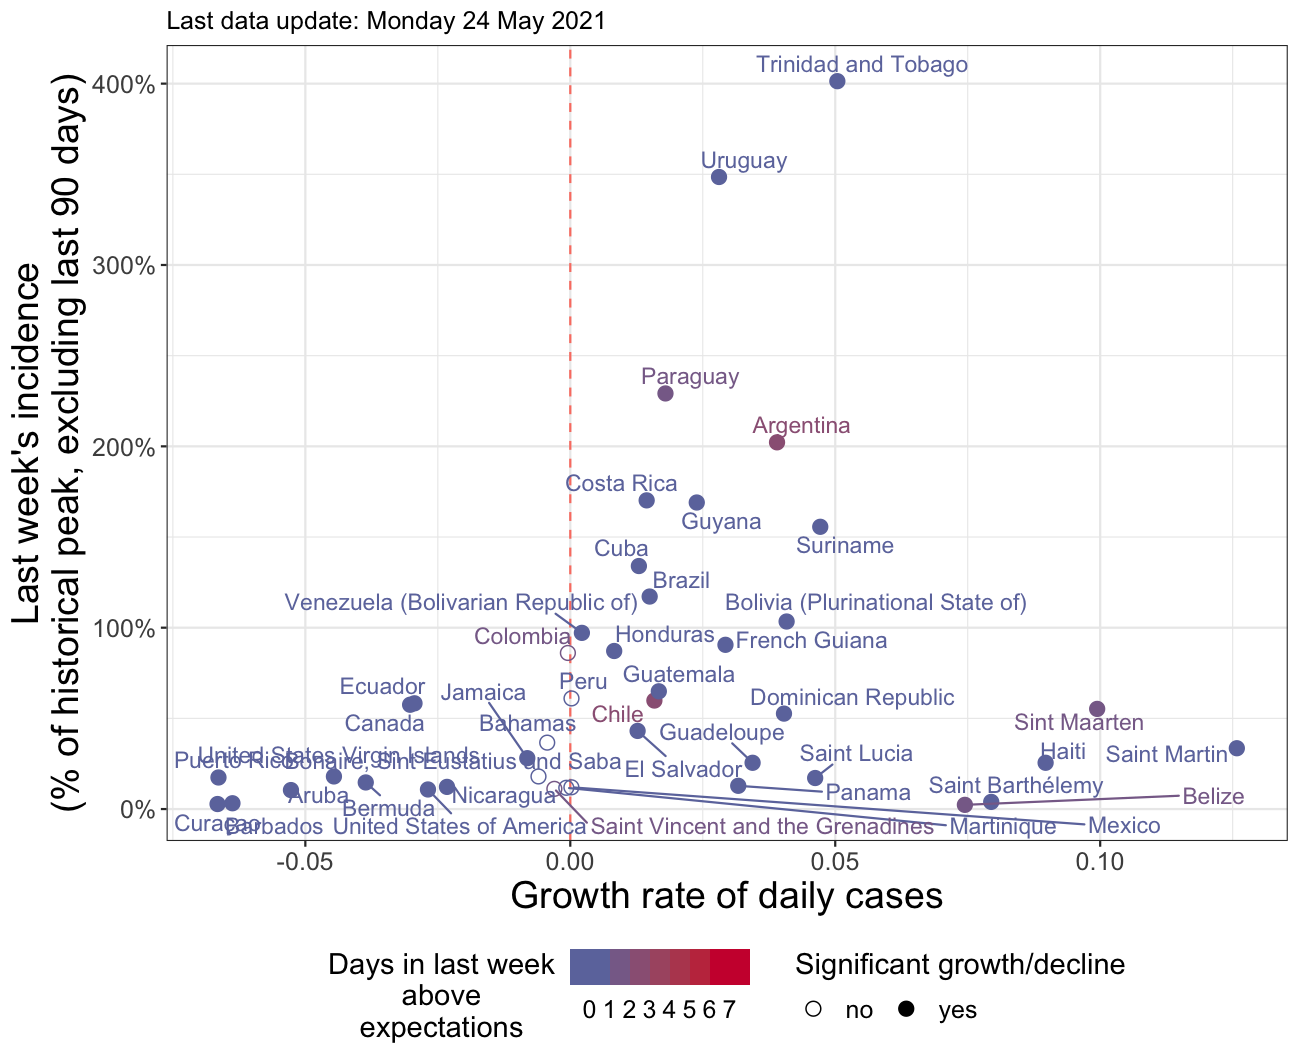 Last data update: Monday 24 May 2021
Last week's incidence
(% of historical peak, excluding last 90 days)
400%
300%
200%
100%
0%
Trinidad and Tobago
Uruguay
Paraguay
Argentina
Costa Rica
Guyana
Suriname
Cuba
Brazil
Venezuela (Bolivarian Republic of)
Bolivia (Plurinational State of)
Colombia
Honduras
French Guiana
Peru
Guatemala
Ecuador
Jamaica
Dominican Republic
Chile
Canada
Bahamas
Guadeloupe
Sint Maarten
United States Virgin Islands
Puerto Rico
Bonaire, Sint Eustatius and Saba
El Salvador
Saint Lucia
Haiti
Saint Martin
Aruba
Bermuda
Nicaragua
Panama
Saint Barthélemy
Belize
Curaçao
Barbados
United States of America
Saint Vincent and the Grenadines
Martinique
Mexico
-0.05
0.00
0.05
0.10
Growth rate of daily cases
Days in last week
above
expectations
0 1 2 3 4 5 6 7
Significant growth/decline
no
yes